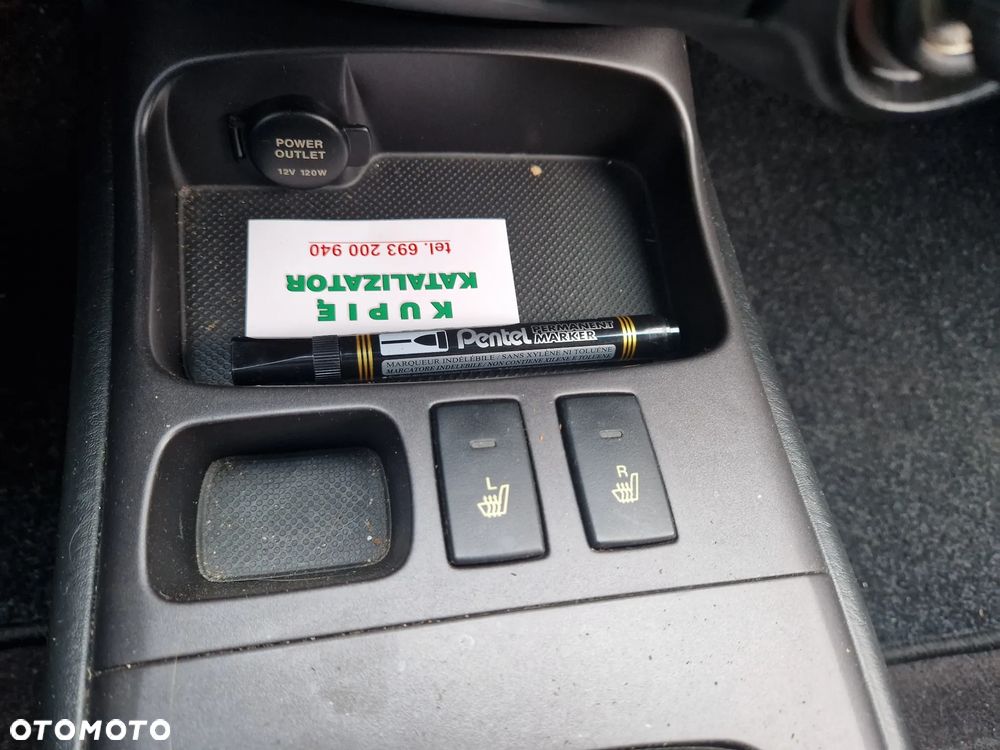 POWER
OUTLET
12V 120W
KUPIĘ
KATALIZATOR
tel. 693 200 940
Pentel PERMANENT
MARKER
MARQUEUR INDÉLÉBILE / SANS XYLÈNE NI TOLUÈNE
MARCATORE INDELEBILE / NON CONTIENE XILENE E TOLUENE
L
R
OTOMOTO